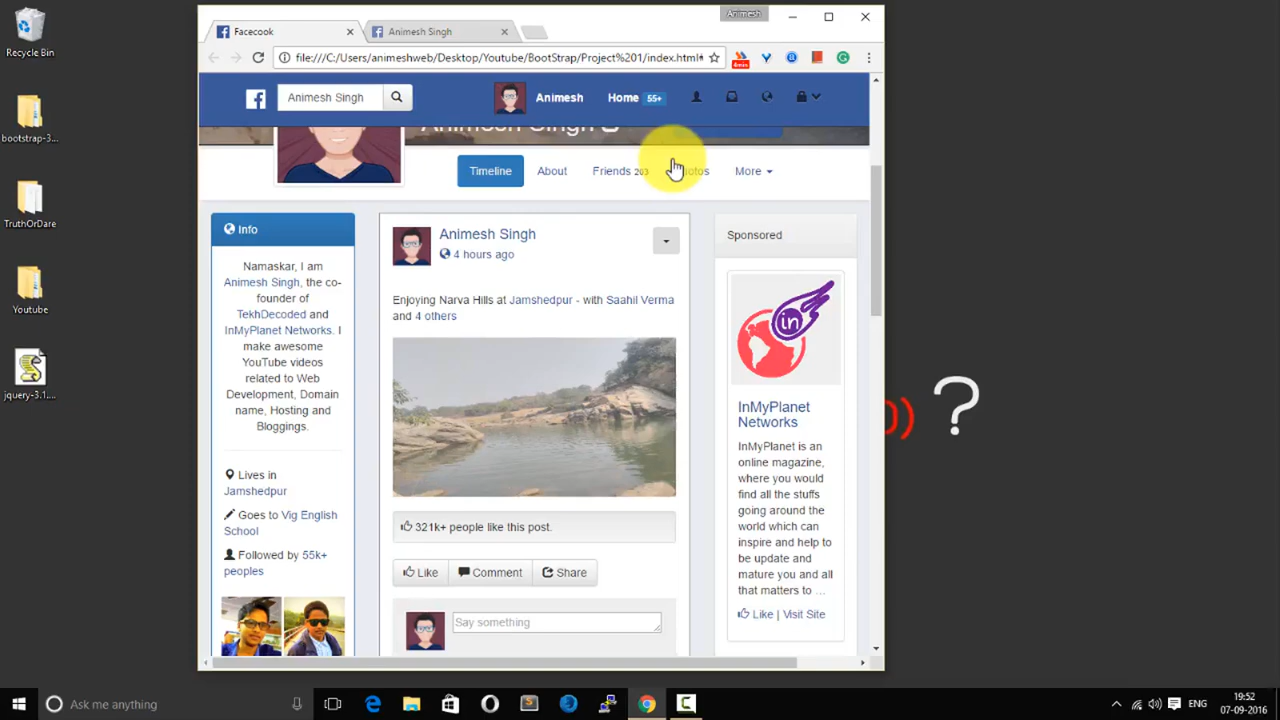 Recycle Bin
bootstrap-3...
TruthOrDare
Youtube
jquery-3.1....
Animesh
Facecook
Animesh Singh
file:///C:/Users/animeshweb/Desktop/Youtube/BootStrap/Project%201/index.html#
6min
Animesh Singh
Animesh
Home 55+
Animesh Singh
Timeline
About
Friends 203
Photos
More
Info
Namaskar, I am
Animesh Singh, the co-
founder of
TekhDecoded and
InMyPlanet Networks. I
make awesome
YouTube videos
related to Web
Development, Domain
name, Hosting and
Bloggings.
Lives in
Jamshedpur
Goes to Vig English
School
Followed by 55k+
peoples
Animesh Singh
4 hours ago
Enjoying Narva Hills at Jamshedpur - with Saahil Verma
and 4 others
321k+ people like this post.
Like
Comment
Share
Say something
Sponsored
in
InMyPlanet
Networks
InMyPlanet is an
online magazine,
where you would
find all the stuffs
going around the
world which can
inspire and help to
be update and
mature you and all
that matters to ...
Like | Visit Site
) ?
Ask me anything
ENG
19:52
07-09-2016